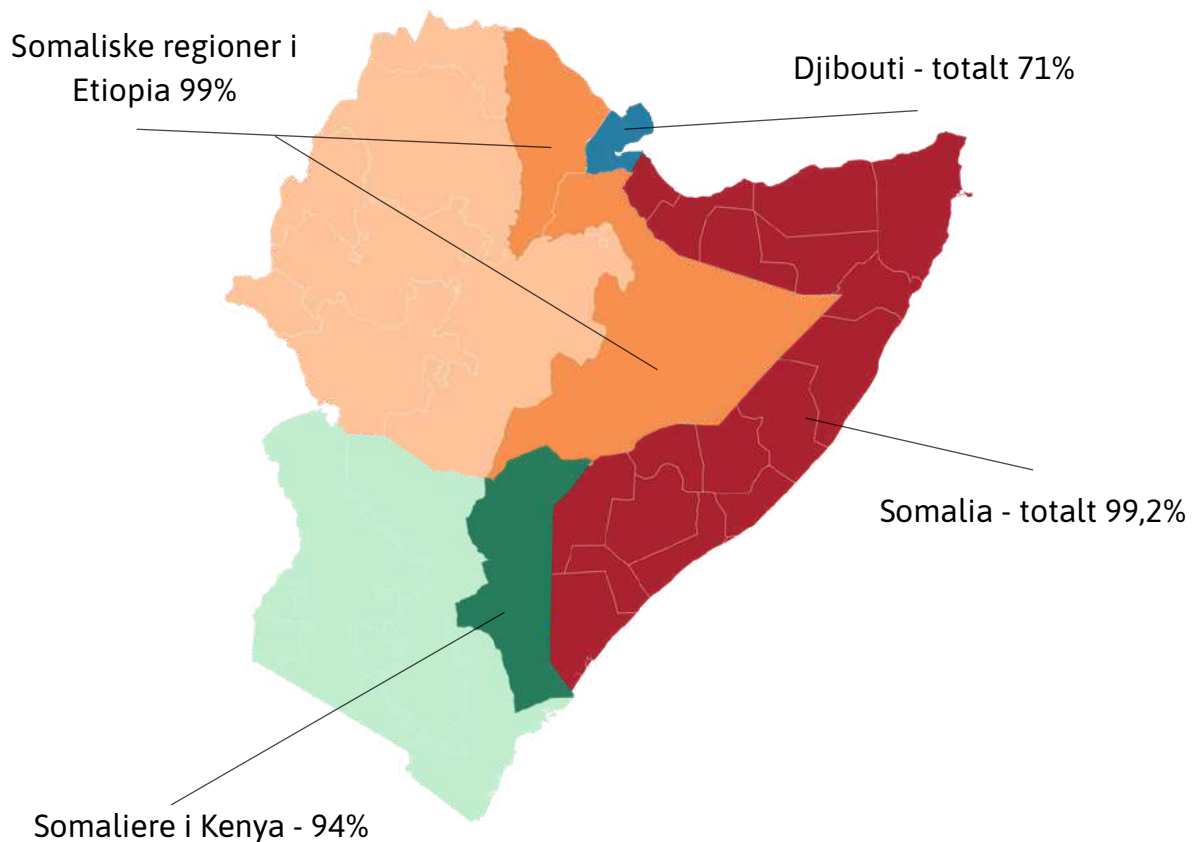 Somaliske regioner i
Etiopia 99%
Djibouti - totalt 71%
Somalia - totalt 99,2%
Somaliere i Kenya - 94%